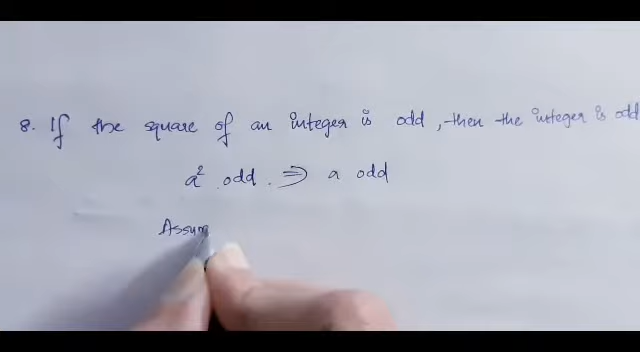 8. If the square of an integer is odd, then the integer is odd
a² odd. ⇒ a odd
Assum